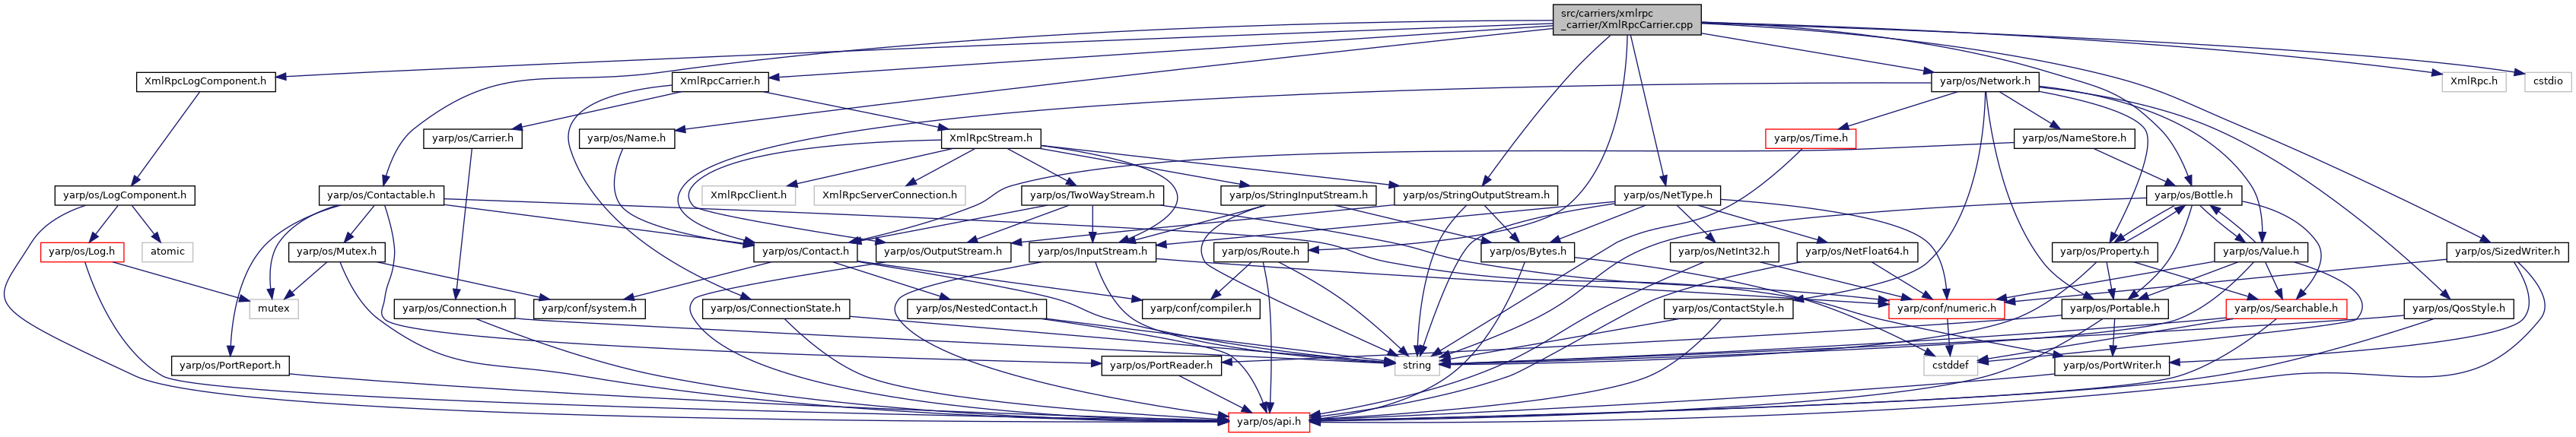 src/carriers/xmlrpc
_carrier/XmlRpcCarrier.cpp
XmlRpcLogComponent.h
XmlRpcCarrier.h
yarp/os/Network.h
XmlRpc.h
cstdio
yarp/os/Carrier.h
yarp/os/Name.h
XmlRpcStream.h
yarp/os/Time.h
yarp/os/NameStore.h
yarp/os/LogComponent.h
yarp/os/Contactable.h
XmlRpcClient.h
XmlRpcServerConnection.h
yarp/os/TwoWayStream.h
yarp/os/StringInputStream.h
yarp/os/StringOutputStream.h
yarp/os/NetType.h
yarp/os/Bottle.h
yarp/os/Log.h
atomic
yarp/os/Mutex.h
yarp/os/Contact.h
yarp/os/OutputStream.h
yarp/os/InputStream.h
yarp/os/Route.h
yarp/os/Bytes.h
yarp/os/NetInt32.h
yarp/os/NetFloat64.h
yarp/os/Property.h
yarp/os/Value.h
yarp/os/SizedWriter.h
mutex
yarp/os/Connection.h
yarp/conf/system.h
yarp/os/ConnectionState.h
yarp/os/NestedContact.h
yarp/conf/compiler.h
yarp/os/ContactStyle.h
yarp/conf/numeric.h
yarp/os/Portable.h
yarp/os/Searchable.h
yarp/os/QosStyle.h
yarp/os/PortReport.h
yarp/os/PortReader.h
string
cstddef
yarp/os/PortWriter.h
yarp/os/api.h